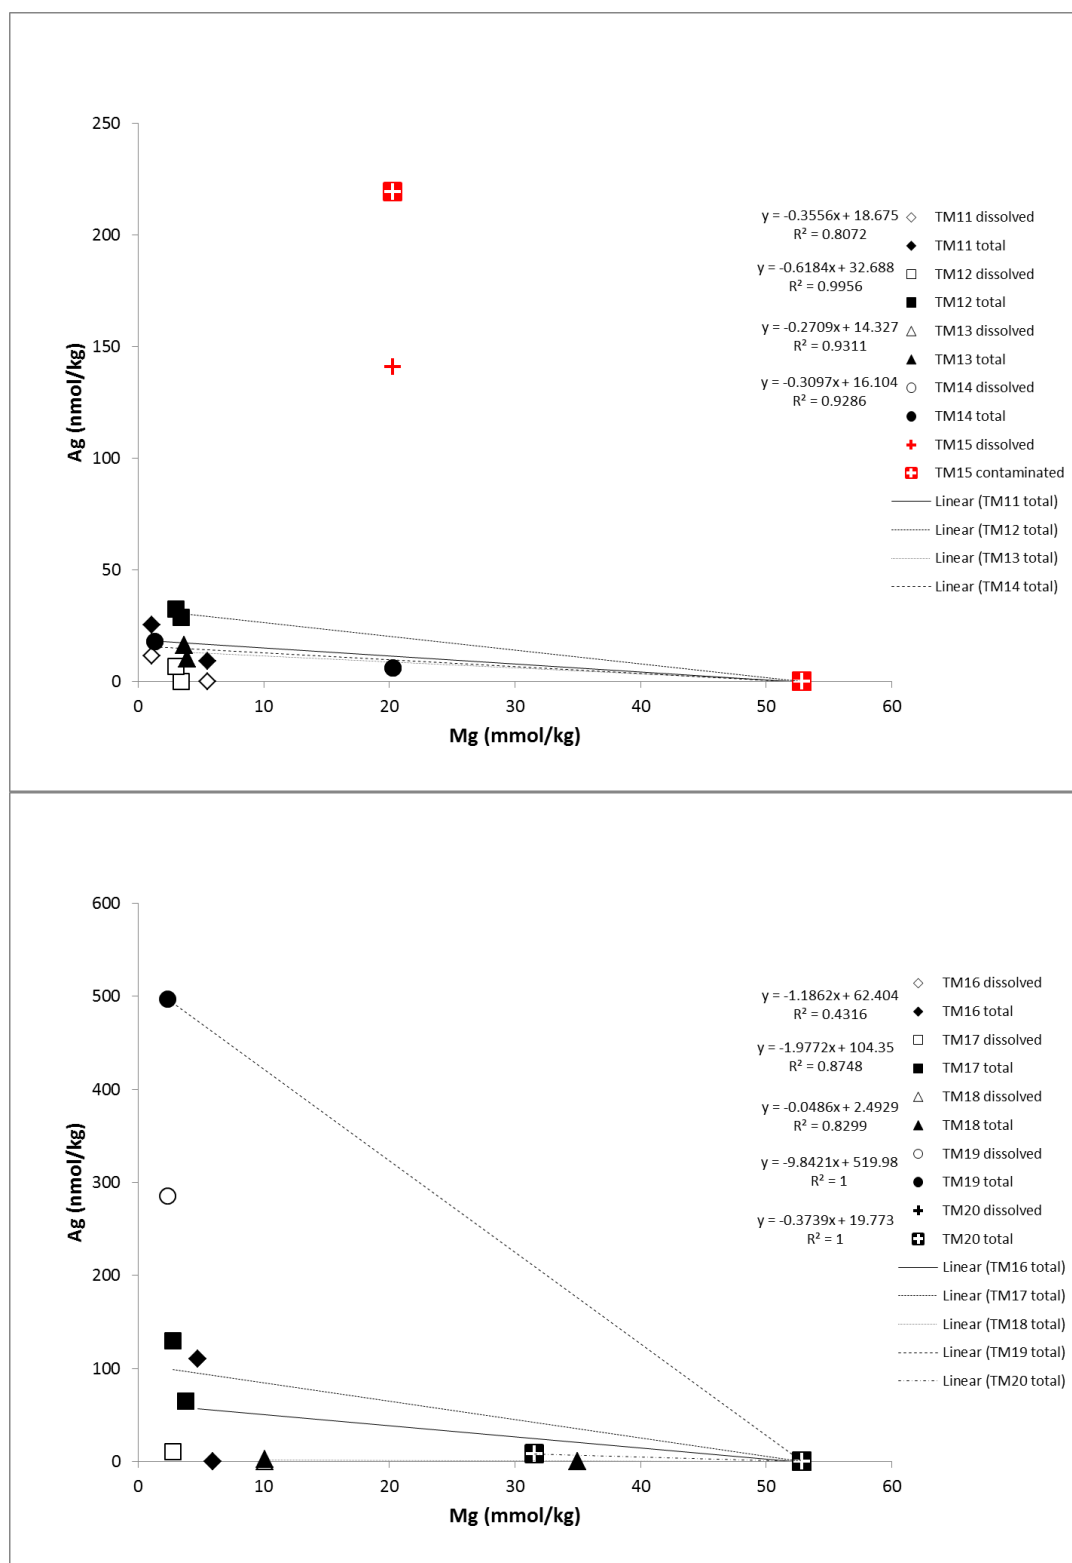 250
200
150
100
50
0
0 10 20 30 40 50 60
Ag (nmol/kg)
Mg (mmol/kg)
y = -0.3556x + 18.675
R² = 0.8072
y = -0.6184x + 32.688
R² = 0.9956
y = -0.2709x + 14.327
R² = 0.9311
y = -0.3097x + 16.104
R² = 0.9286
TM11 dissolved
TM11 total
TM12 dissolved
TM12 total
TM13 dissolved
TM13 total
TM14 dissolved
TM14 total
TM15 dissolved
TM15 contaminated
Linear (TM11 total)
Linear (TM12 total)
Linear (TM13 total)
Linear (TM14 total)
600
500
400
300
200
100
0
0 10 20 30 40 50 60
Ag (nmol/kg)
Mg (mmol/kg)
y = -1.1862x + 62.404
R² = 0.4316
y = -1.9772x + 104.35
R² = 0.8748
y = -0.0486x + 2.4929
R² = 0.8299
y = -9.8421x + 519.98
R² = 1
y = -0.3739x + 19.773
R² = 1
TM16 dissolved
TM16 total
TM17 dissolved
TM17 total
TM18 dissolved
TM18 total
TM19 dissolved
TM19 total
TM20 dissolved
TM20 total
Linear (TM16 total)
Linear (TM17 total)
Linear (TM18 total)
Linear (TM19 total)
Linear (TM20 total)